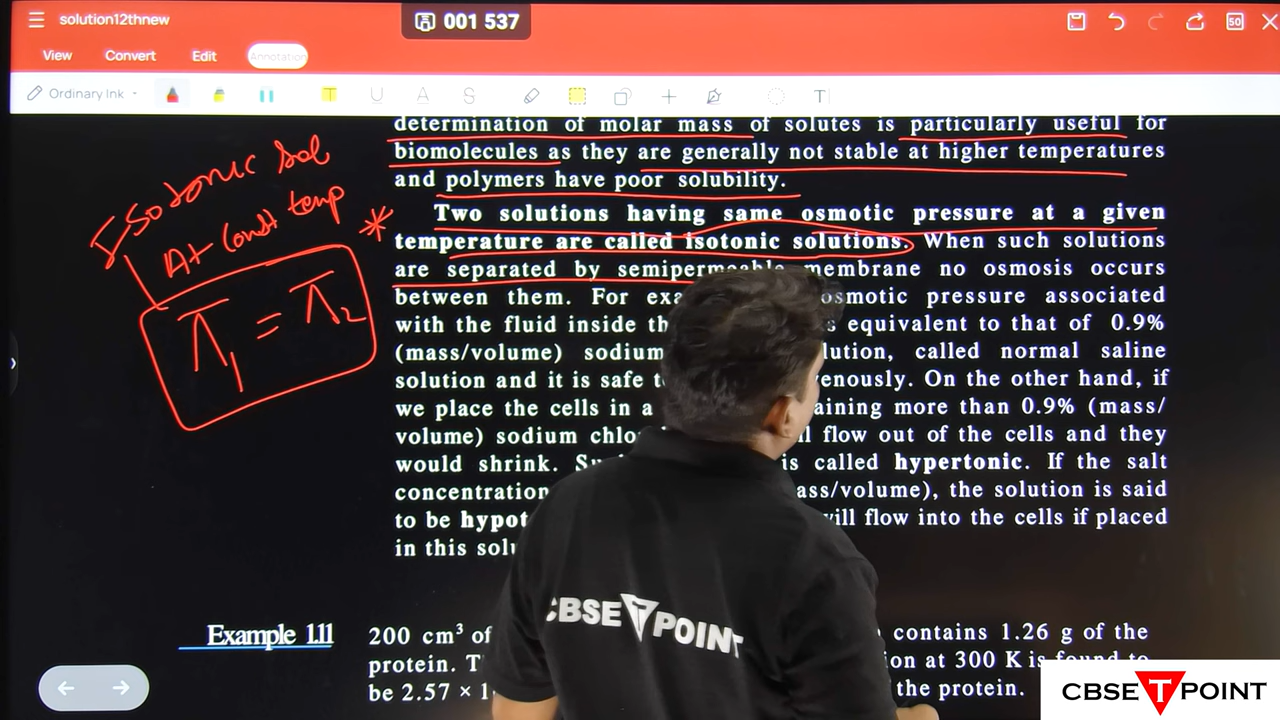 solution12thnew
001 537
50
View Convert Edit Annotation
Ordinary Ink
determination of molar mass of solutes is particularly useful for
biomolecules as they are generally not stable at higher temperatures
and polymers have poor solubility.
Two solutions having same osmotic pressure at a given
temperature are called isotonic solutions. When such solutions
are separated by semipermeable membrane no osmosis occurs
between them. For exa osmotic pressure associated
with the fluid inside th s equivalent to that of 0.9%
(mass/volume) sodium lution, called normal saline
solution and it is safe t venously. On the other hand, if
we place the cells in a aining more than 0.9% (mass/
volume) sodium chlo l flow out of the cells and they
would shrink. Su is called hypertonic. If the salt
concentration ass/volume), the solution is said
to be hypot will flow into the cells if placed
in this solu
Isotonic sol
At Const temp
π1 = π2
Example 1.11
200 cm³ of contains 1.26 g of the
protein. T ion at 300 K is found to
be 2.57 × 1 the protein.
CBSE T POINT
CBSE T POINT